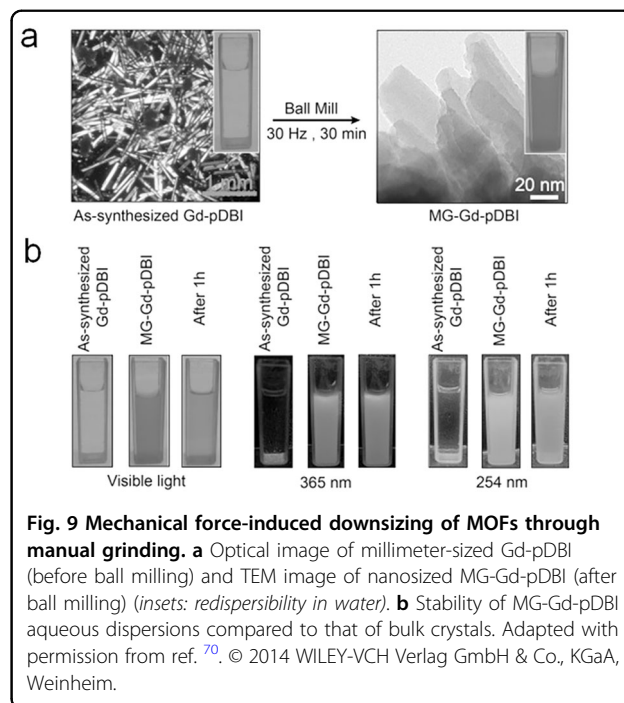 a
Ball Mill
30 Hz , 30 min
1 mm
20 nm
As-synthesized Gd-pDBI
MG-Gd-pDBI
b
As-synthesized
Gd-pDBI
MG-Gd-pDBI
After 1h
As-synthesized
Gd-pDBI
MG-Gd-pDBI
After 1h
As-synthesized
Gd-pDBI
MG-Gd-pDBI
After 1h
Visible light
365 nm
254 nm
Fig. 9 Mechanical force-induced downsizing of MOFs through
manual grinding. a Optical image of millimeter-sized Gd-pDBI
(before ball milling) and TEM image of nanosized MG-Gd-pDBI (after
ball milling) (insets: redispersibility in water). b Stability of MG-Gd-pDBI
aqueous dispersions compared to that of bulk crystals. Adapted with
permission from ref. 70. © 2014 WILEY-VCH Verlag GmbH & Co., KGaA,
Weinheim.